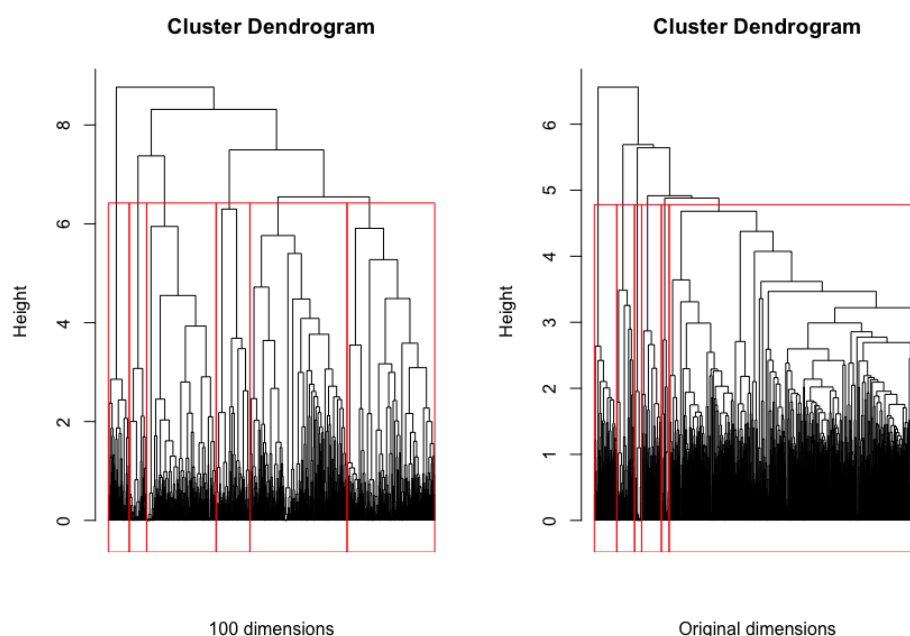 Cluster Dendrogram
Height
8
6
4
2
0
100 dimensions
Cluster Dendrogram
Height
6
5
4
3
2
1
0
Original dimensions